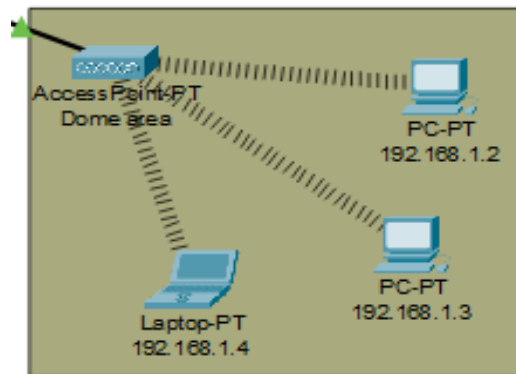 AccessPoint-PT
Dome area
PC-PT
192.168.1.2
PC-PT
192.168.1.3
Laptop-PT
192.168.1.4